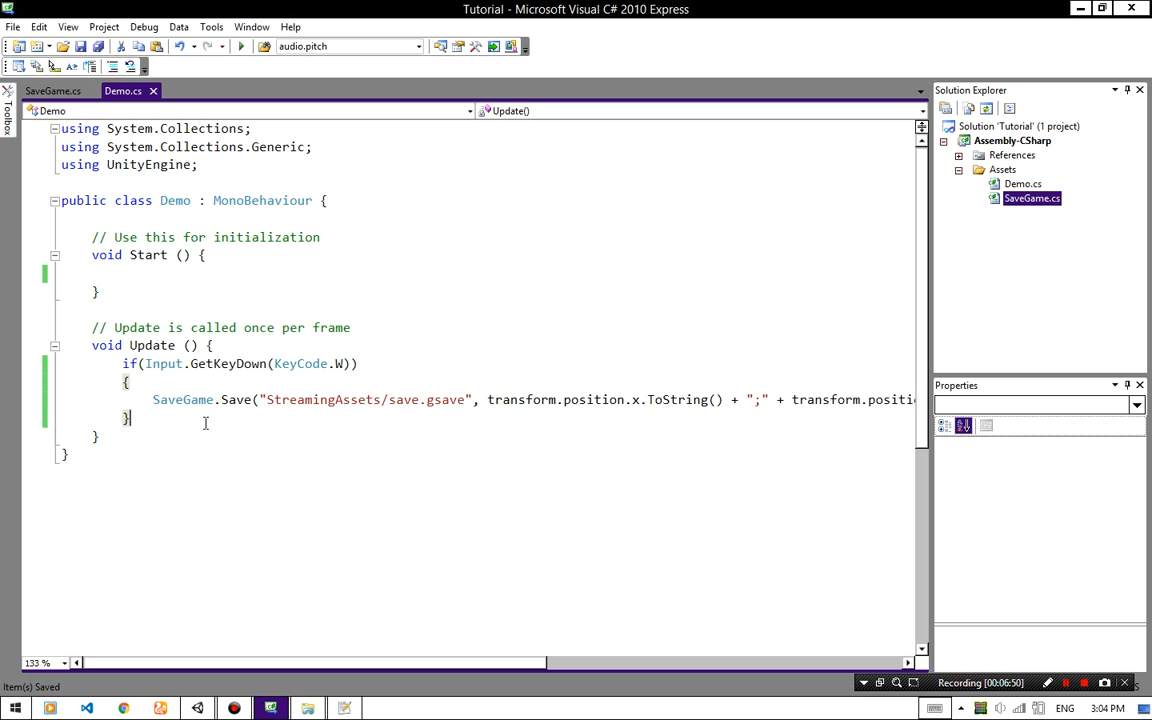 Tutorial - Microsoft Visual C# 2010 Express
File Edit View Project Debug Data Tools Window Help
audio.pitch
SaveGame.cs Demo.cs
Toolbox
Demo Update()
using System.Collections;
using System.Collections.Generic;
using UnityEngine;
public class Demo : MonoBehaviour {
// Use this for initialization
void Start () {
}
// Update is called once per frame
void Update () {
if(Input.GetKeyDown(KeyCode.W))
{
SaveGame.Save("StreamingAssets/save.gsave", transform.position.x.ToString() + ";" + transform.positi
}
}
}
133 %
Solution Explorer
Solution 'Tutorial' (1 project)
Assembly-CSharp
References
Assets
Demo.cs
SaveGame.cs
Properties
Item(s) Saved
Recording [00:06:50]
ENG 3:04 PM